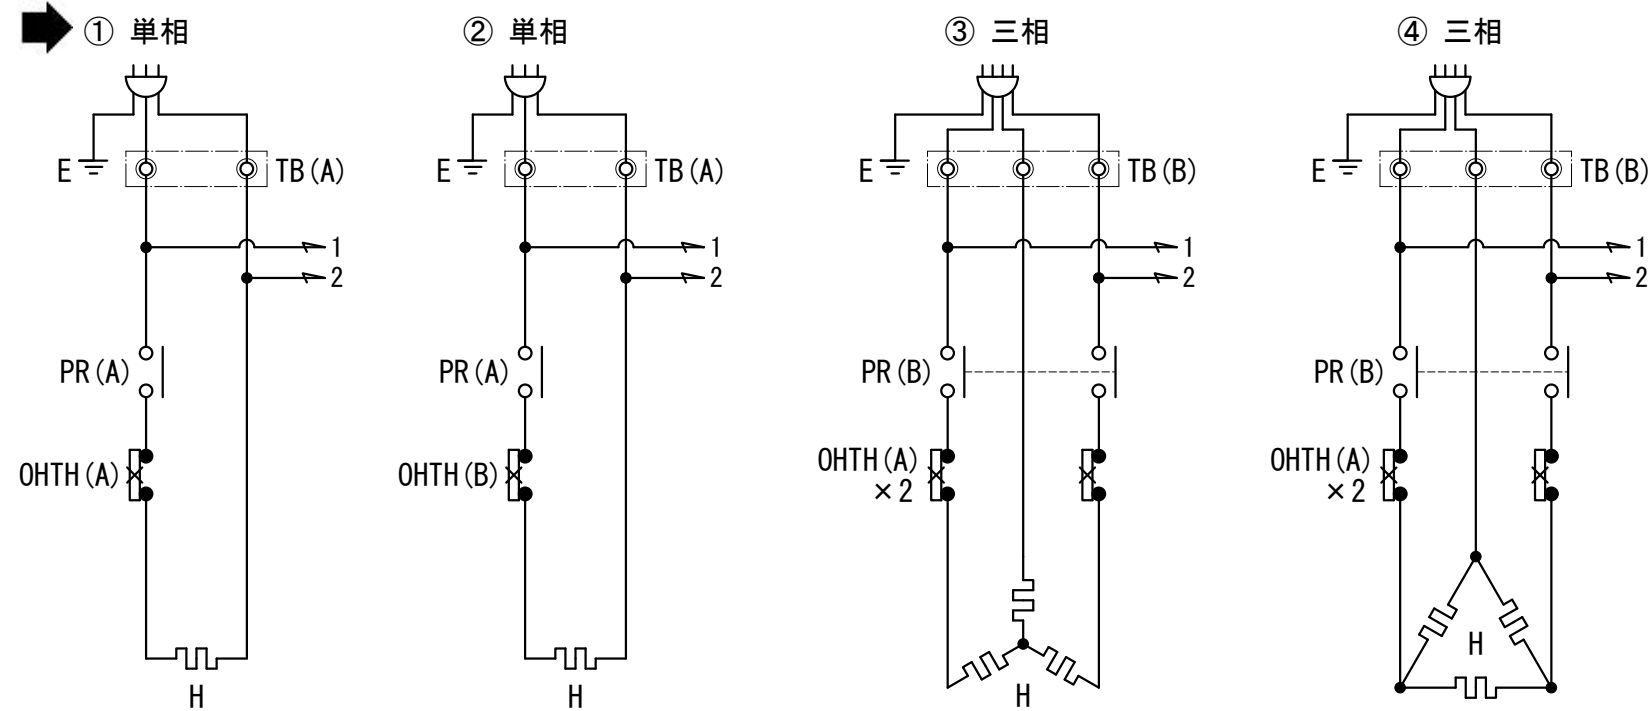 ① 単相
E
TB(A)
1
2
PR(A)
OHTH(A)
H
② 単相
E
TB(A)
1
2
PR(A)
OHTH(B)
H
③ 三相
E
TB(B)
1
2
PR(B)
OHTH(A)
×2
H
④ 三相
E
TB(B)
1
2
PR(B)
OHTH(A)
×2
H